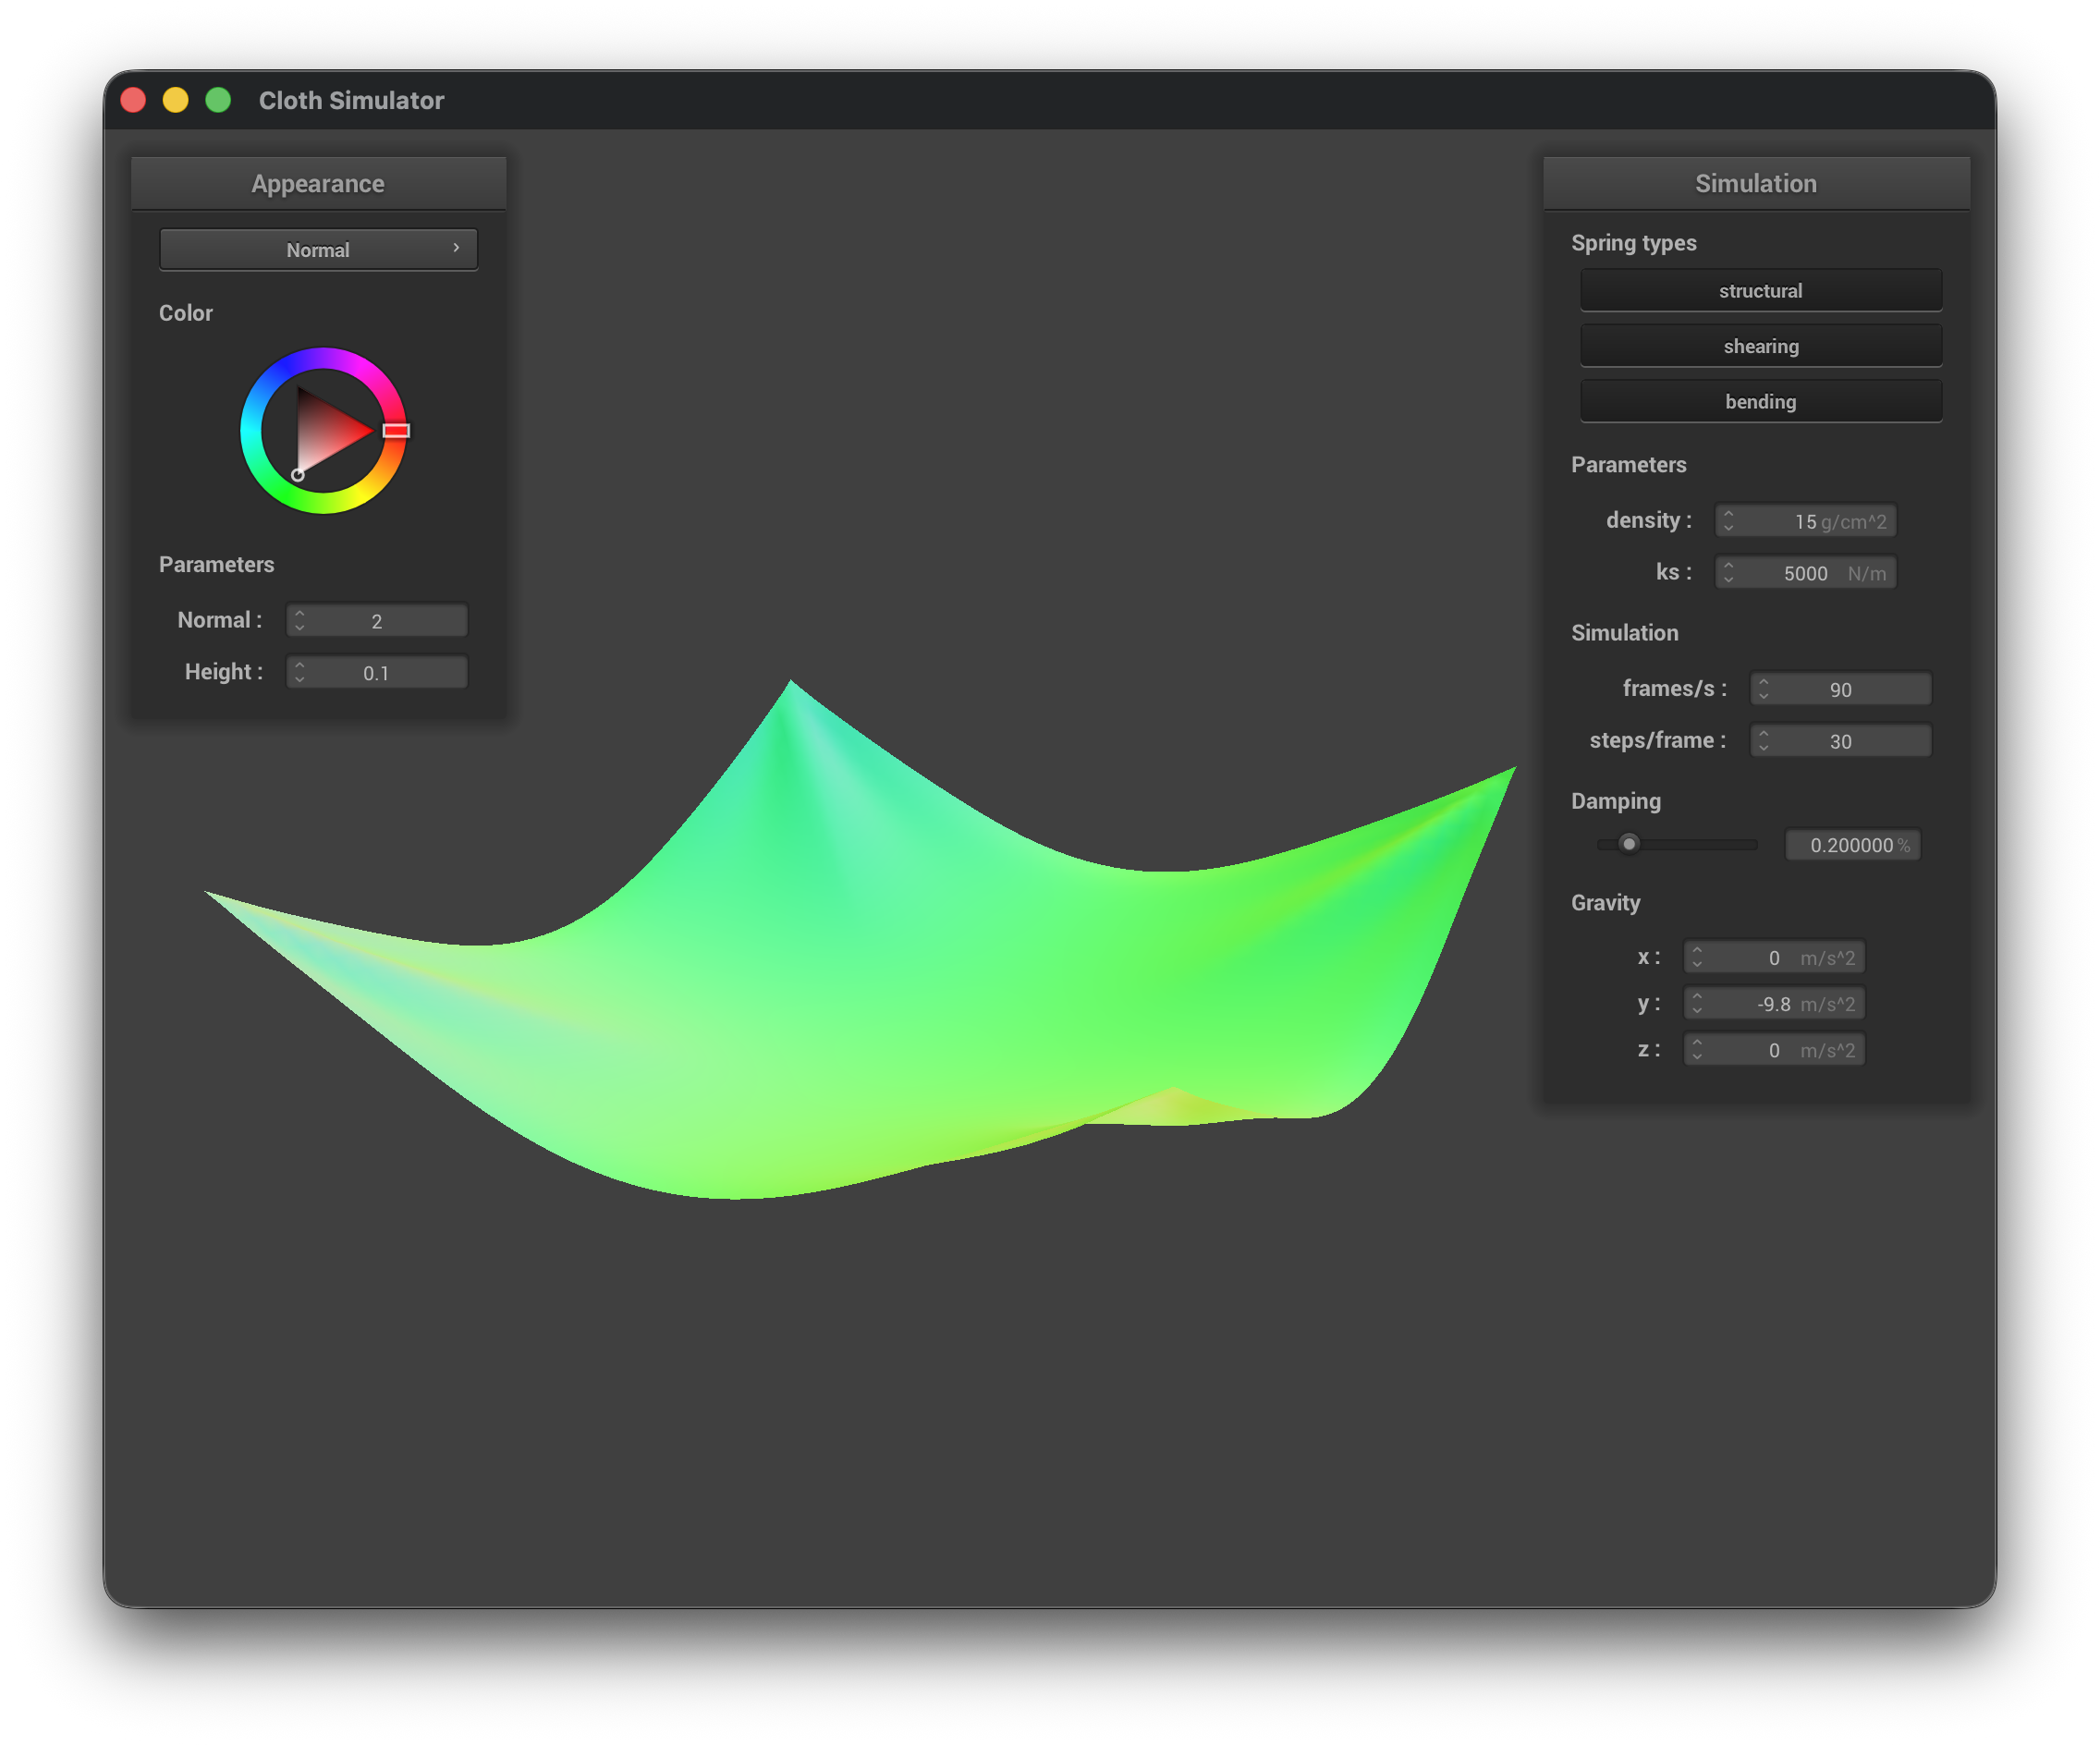 Cloth Simulator
Appearance
Normal
Color
Parameters
Normal : 2
Height : 0.1
Simulation
Spring types
structural
shearing
bending
Parameters
density : 15 g/cm^2
ks : 5000 N/m
Simulation
frames/s : 90
steps/frame : 30
Damping
0.200000 %
Gravity
x : 0 m/s^2
y : -9.8 m/s^2
z : 0 m/s^2